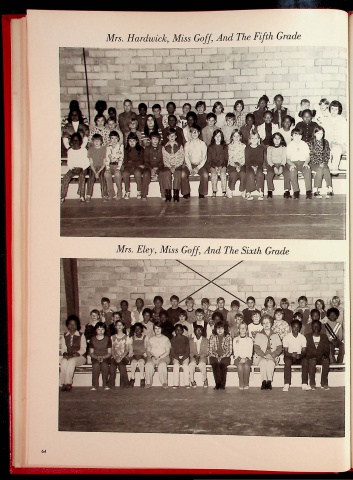 Mrs. Hardwick, Miss Goff, And The Fifth Grade
Mrs. Eley, Miss Goff, And The Sixth Grade
64